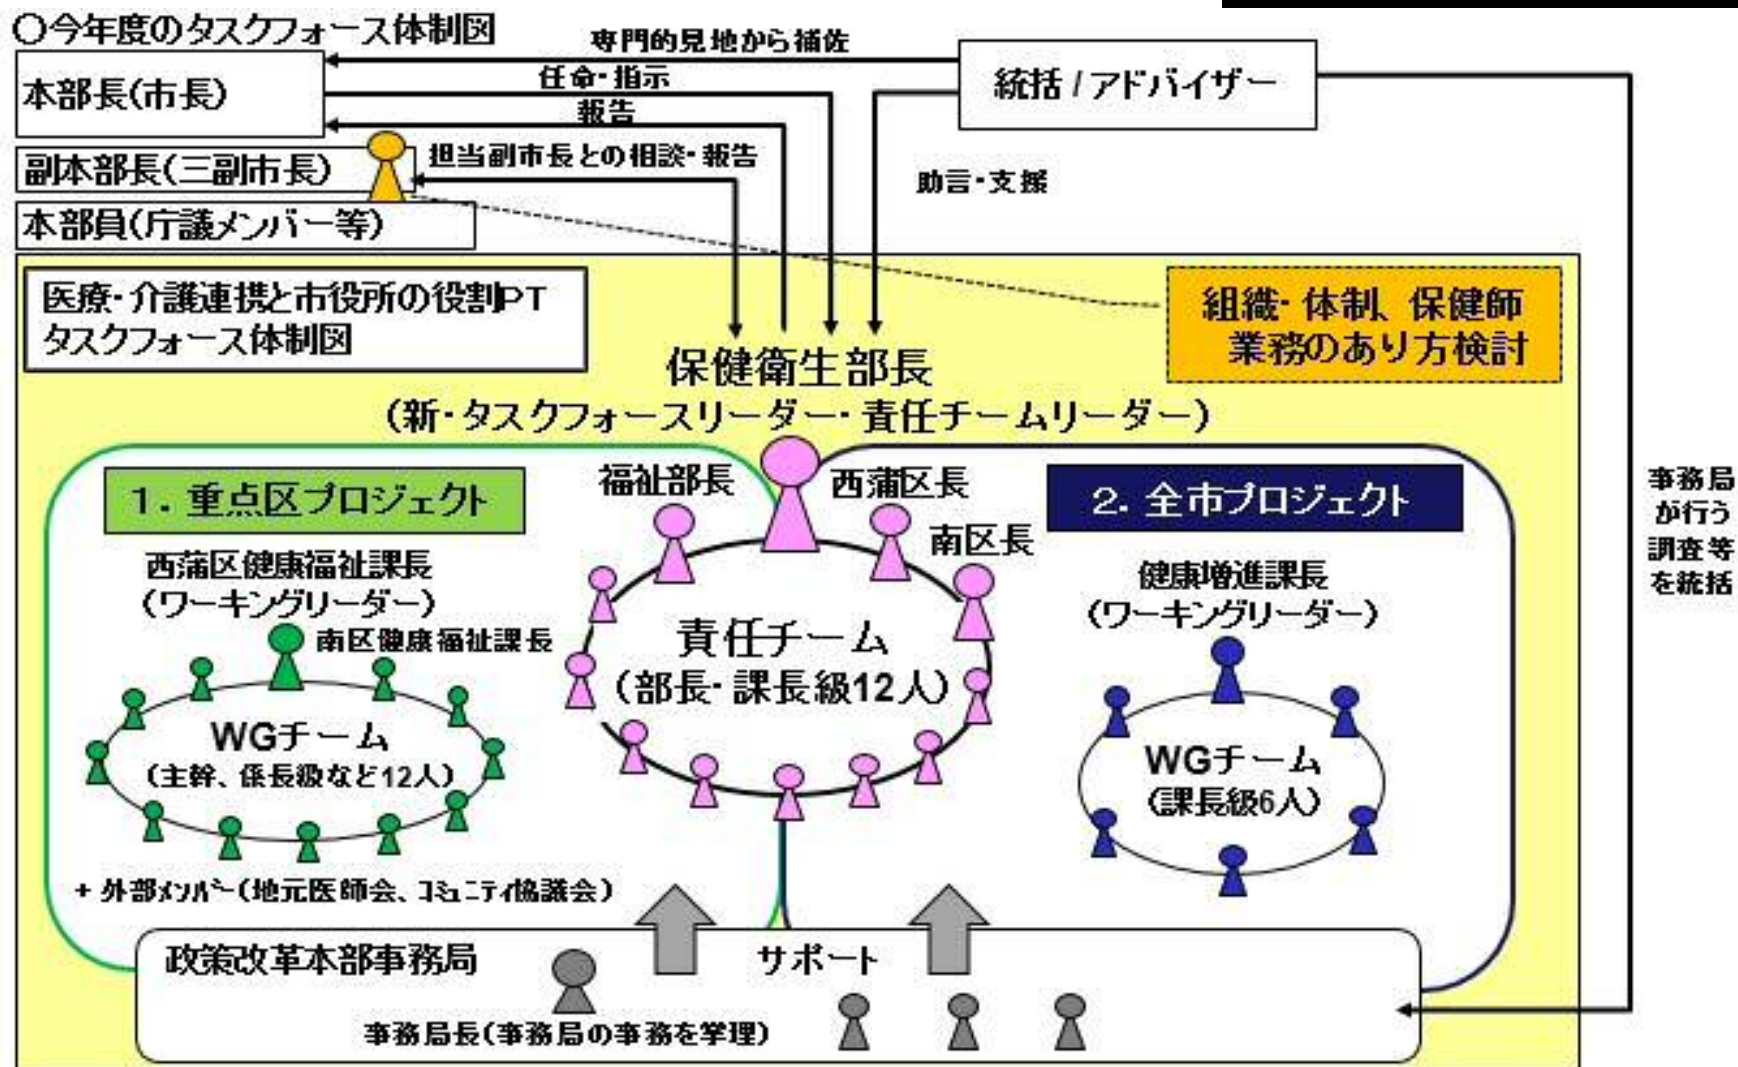 〇今年度のタスクフォース体制図
専門的見地から補佐
本部長(市長)
任命・指示
報告
統括 / アドバイザー
副本部長(三副市長)
担当副市長との相談・報告
助言・支援
本部員(庁議メンバー等)
医療・介護連携と市役所の役割PT
タスクフォース体制図
組織・体制、保健師
業務のあり方検討
保健衛生部長
(新・タスクフォースリーダー・責任チームリーダー)
1. 重点区プロジェクト
福祉部長
西蒲区長
南区長
2. 全市プロジェクト
事務局
が行う
調査等
を統括
西蒲区健康福祉課長
(ワーキングリーダー)
南区健康福祉課長
WGチーム
(主幹、係長級など12人)
+ 外部メンバー(地元医師会、コミュニティ協議会)
責任チーム
(部長・課長級12人)
健康増進課長
(ワーキングリーダー)
WGチーム
(課長級6人)
政策改革本部事務局
サポート
事務局長(事務局の事務を掌理)